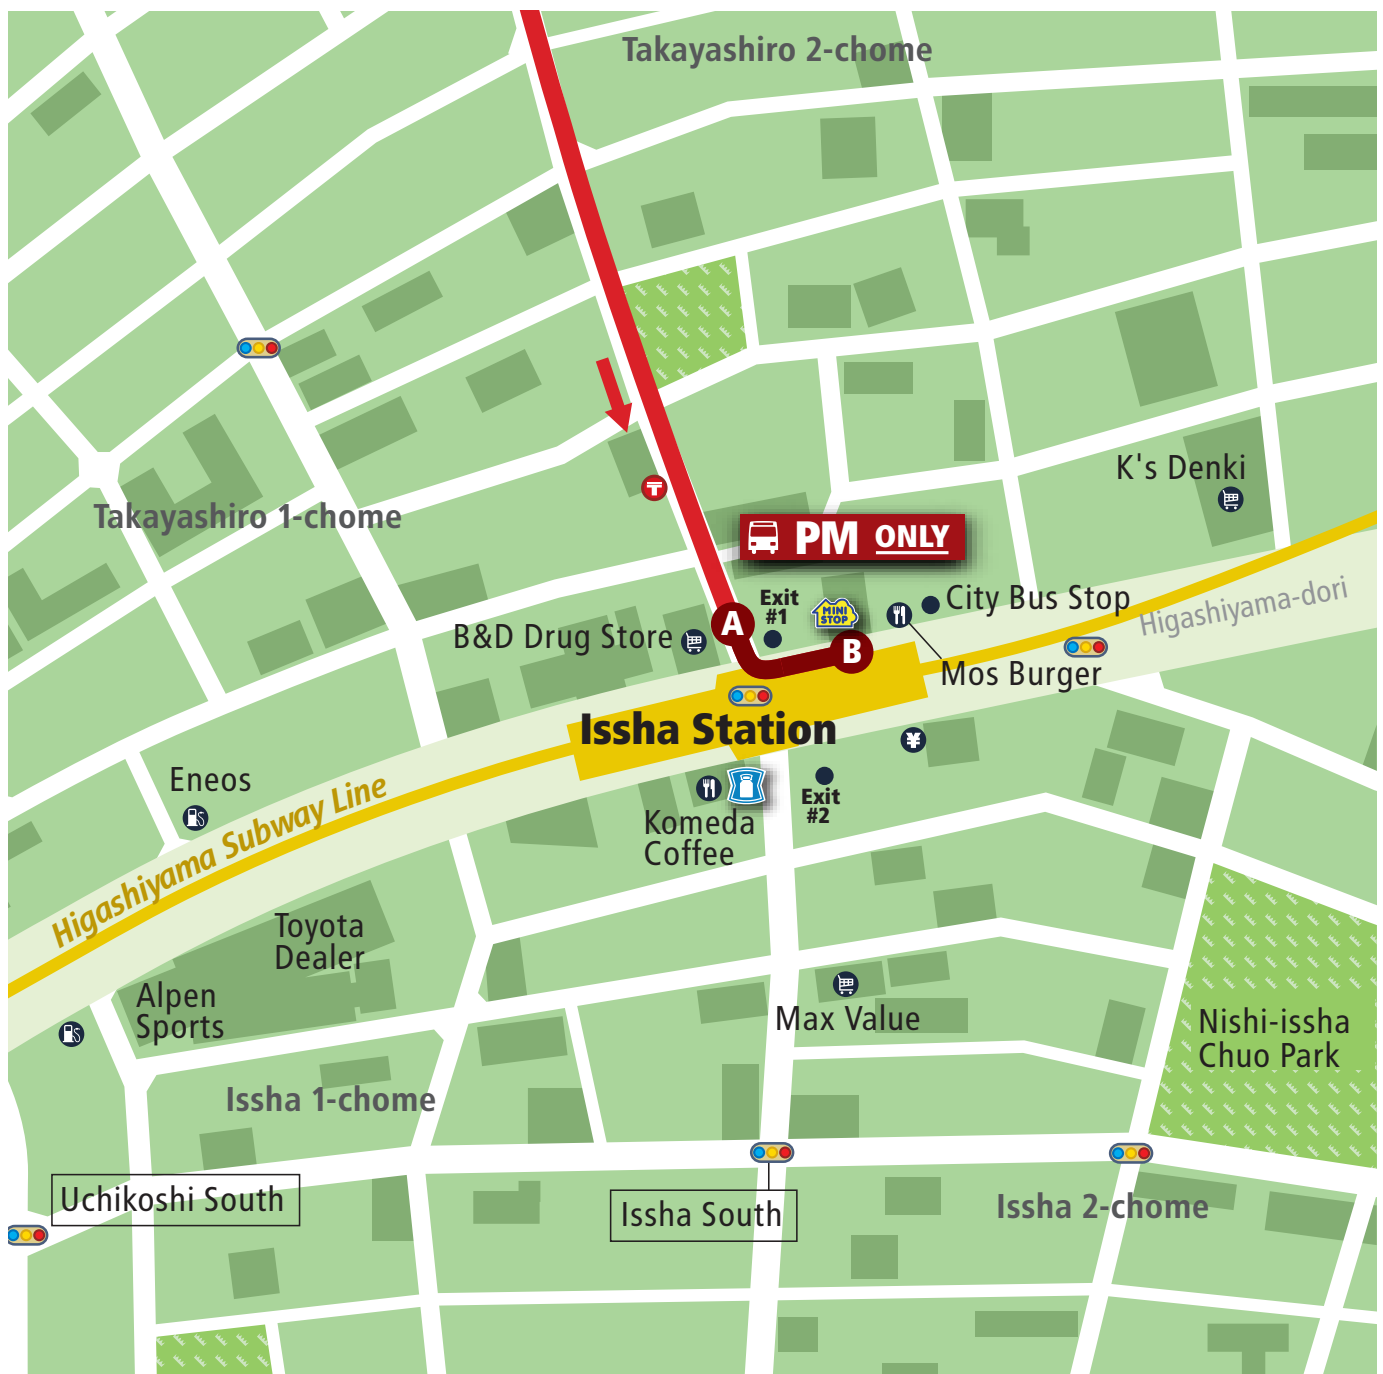 Takayashiro 2-chome
K's Denki
Takayashiro 1-chome
PM ONLY
City Bus Stop
Higashiyama-dori
Exit
#1
MINI
STOP
A
B
B&D Drug Store
Mos Burger
Issha Station
¥
Eneos
Higashiyama Subway Line
Exit
#2
Komeda
Coffee
Toyota
Dealer
Alpen
Sports
Max Value
Nishi-issha
Chuo Park
Issha 1-chome
Uchikoshi South
Issha South
Issha 2-chome